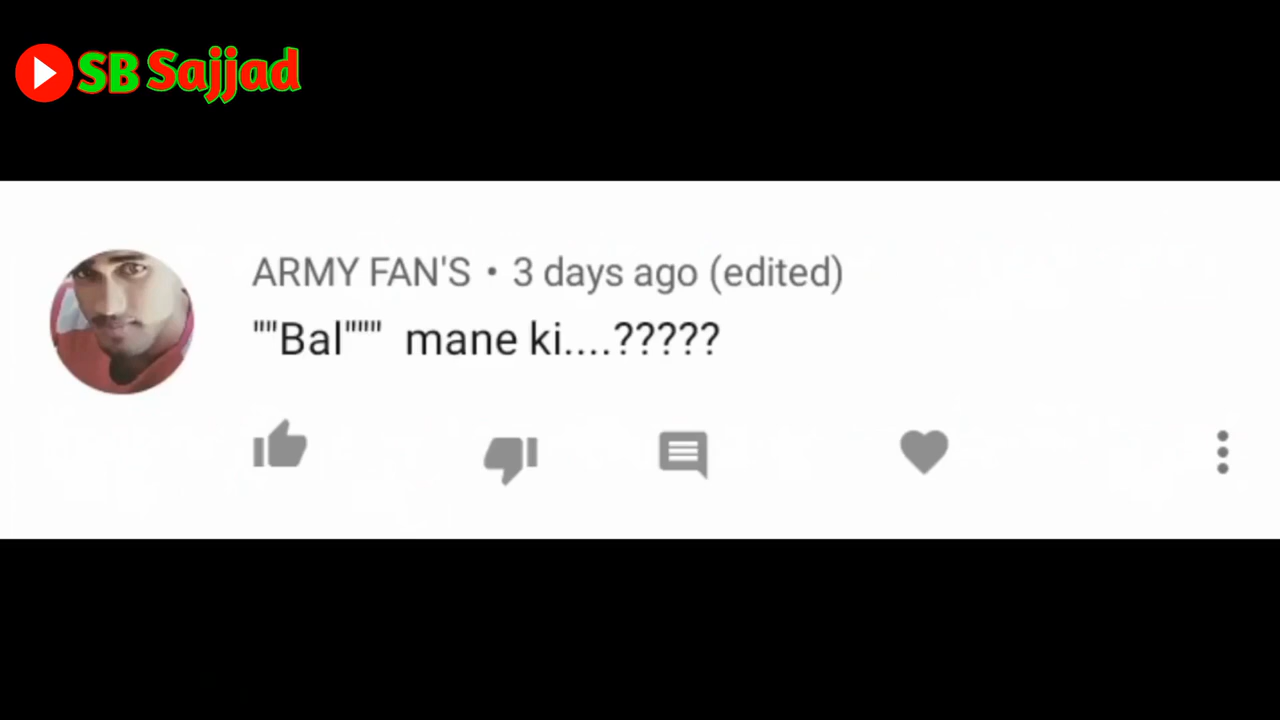 SB Sajjad
ARMY FAN'S • 3 days ago (edited)
""Bal""" mane ki....?????